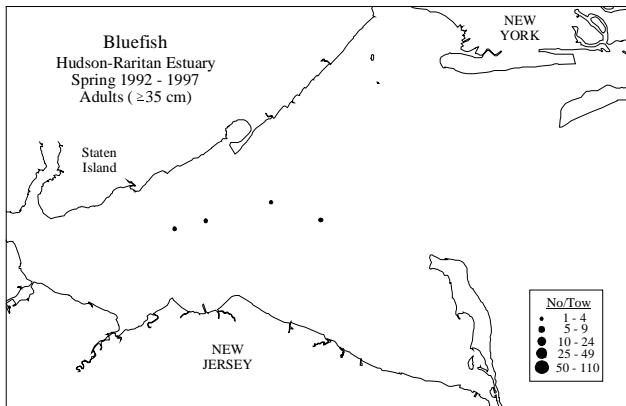 Bluefish
Hudson-Raritan Estuary
Spring 1992 - 1997
Adults ( ≥35 cm)
NEW
YORK
Staten
Island
NEW
JERSEY
No/Tow
1 - 4
5 - 9
10 - 24
25 - 49
50 - 110